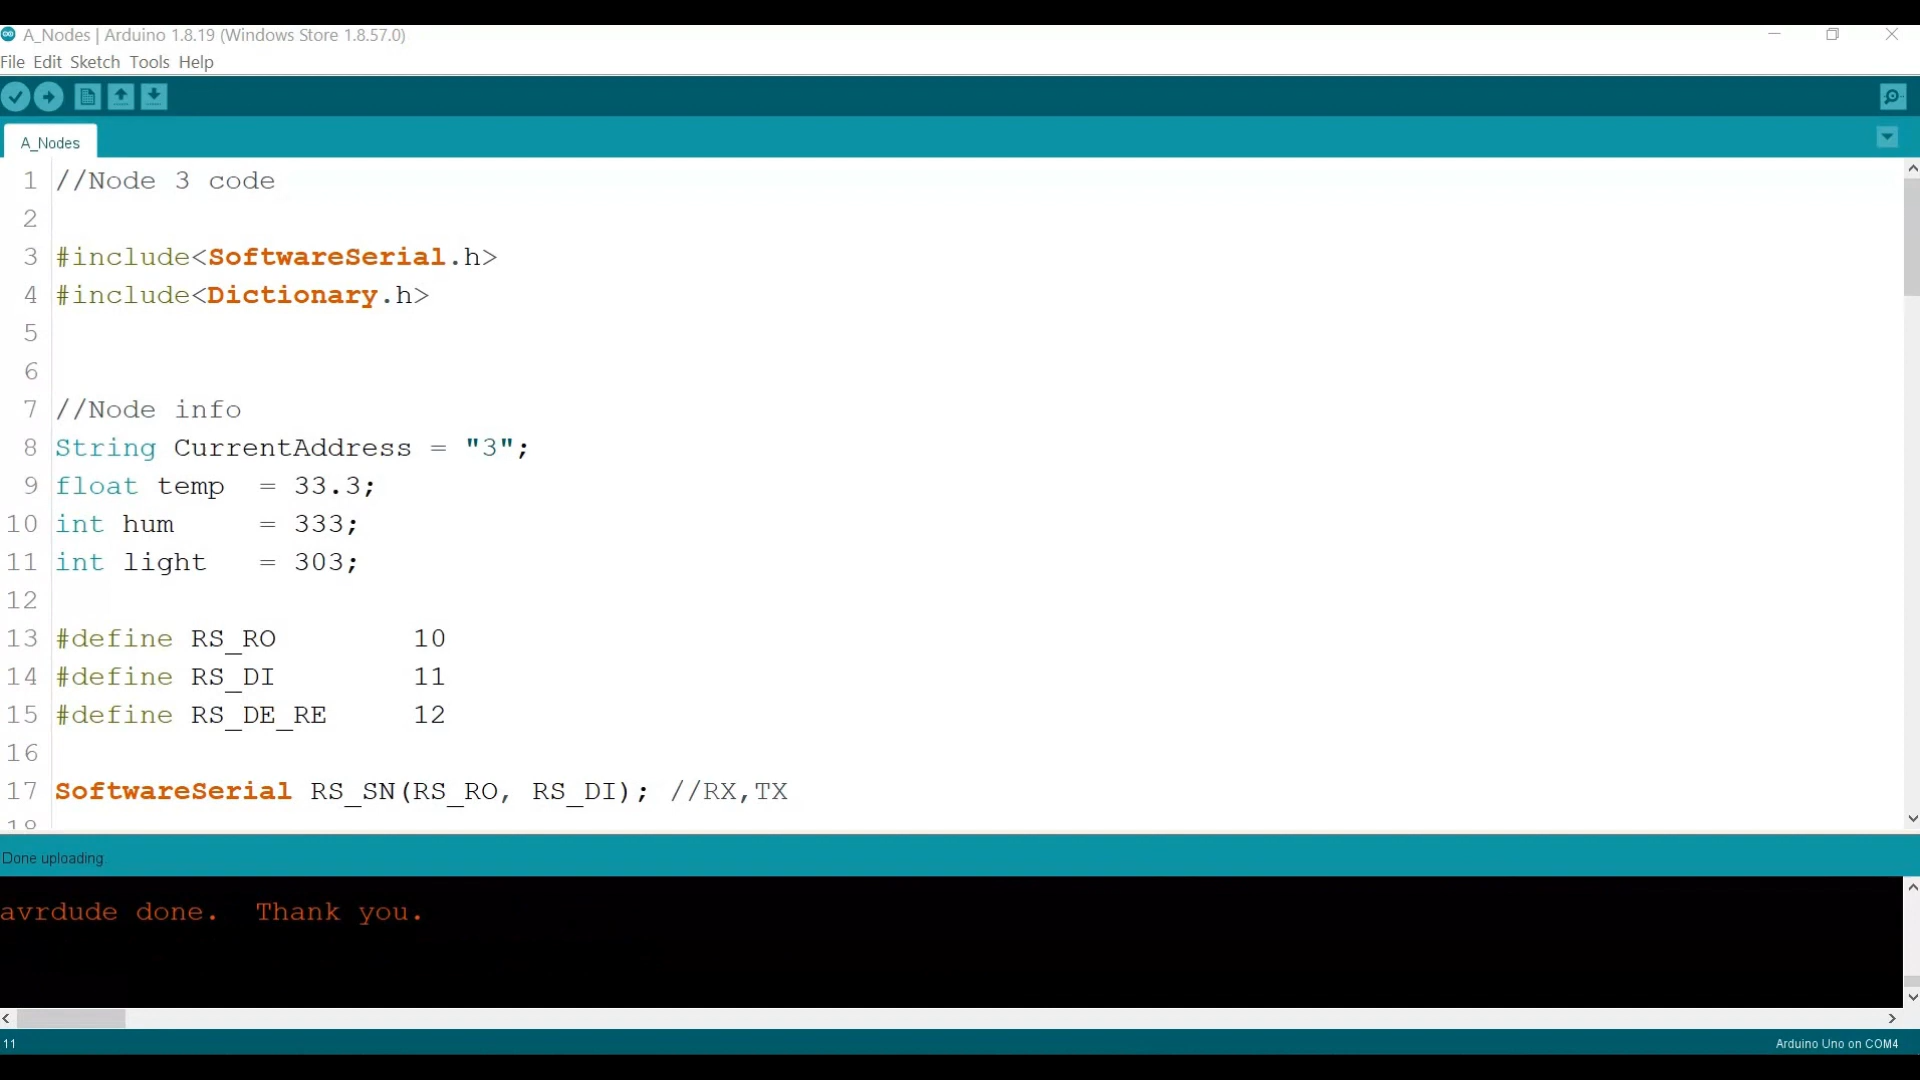 A_Nodes | Arduino 1.8.19 (Windows Store 1.8.57.0)
File Edit Sketch Tools Help
A_Nodes
1 //Node 3 code
2
3 #include<SoftwareSerial.h>
4 #include<Dictionary.h>
5
6
7 //Node info
8 String CurrentAddress = "3";
9 float temp  = 33.3;
10 int hum     = 333;
11 int light   = 303;
12
13 #define RS_RO        10
14 #define RS_DI        11
15 #define RS_DE_RE     12
16
17 SoftwareSerial RS_SN(RS_RO, RS_DI); //RX,TX
18
Done uploading
avrdude done.  Thank you.
11
Arduino Uno on COM4